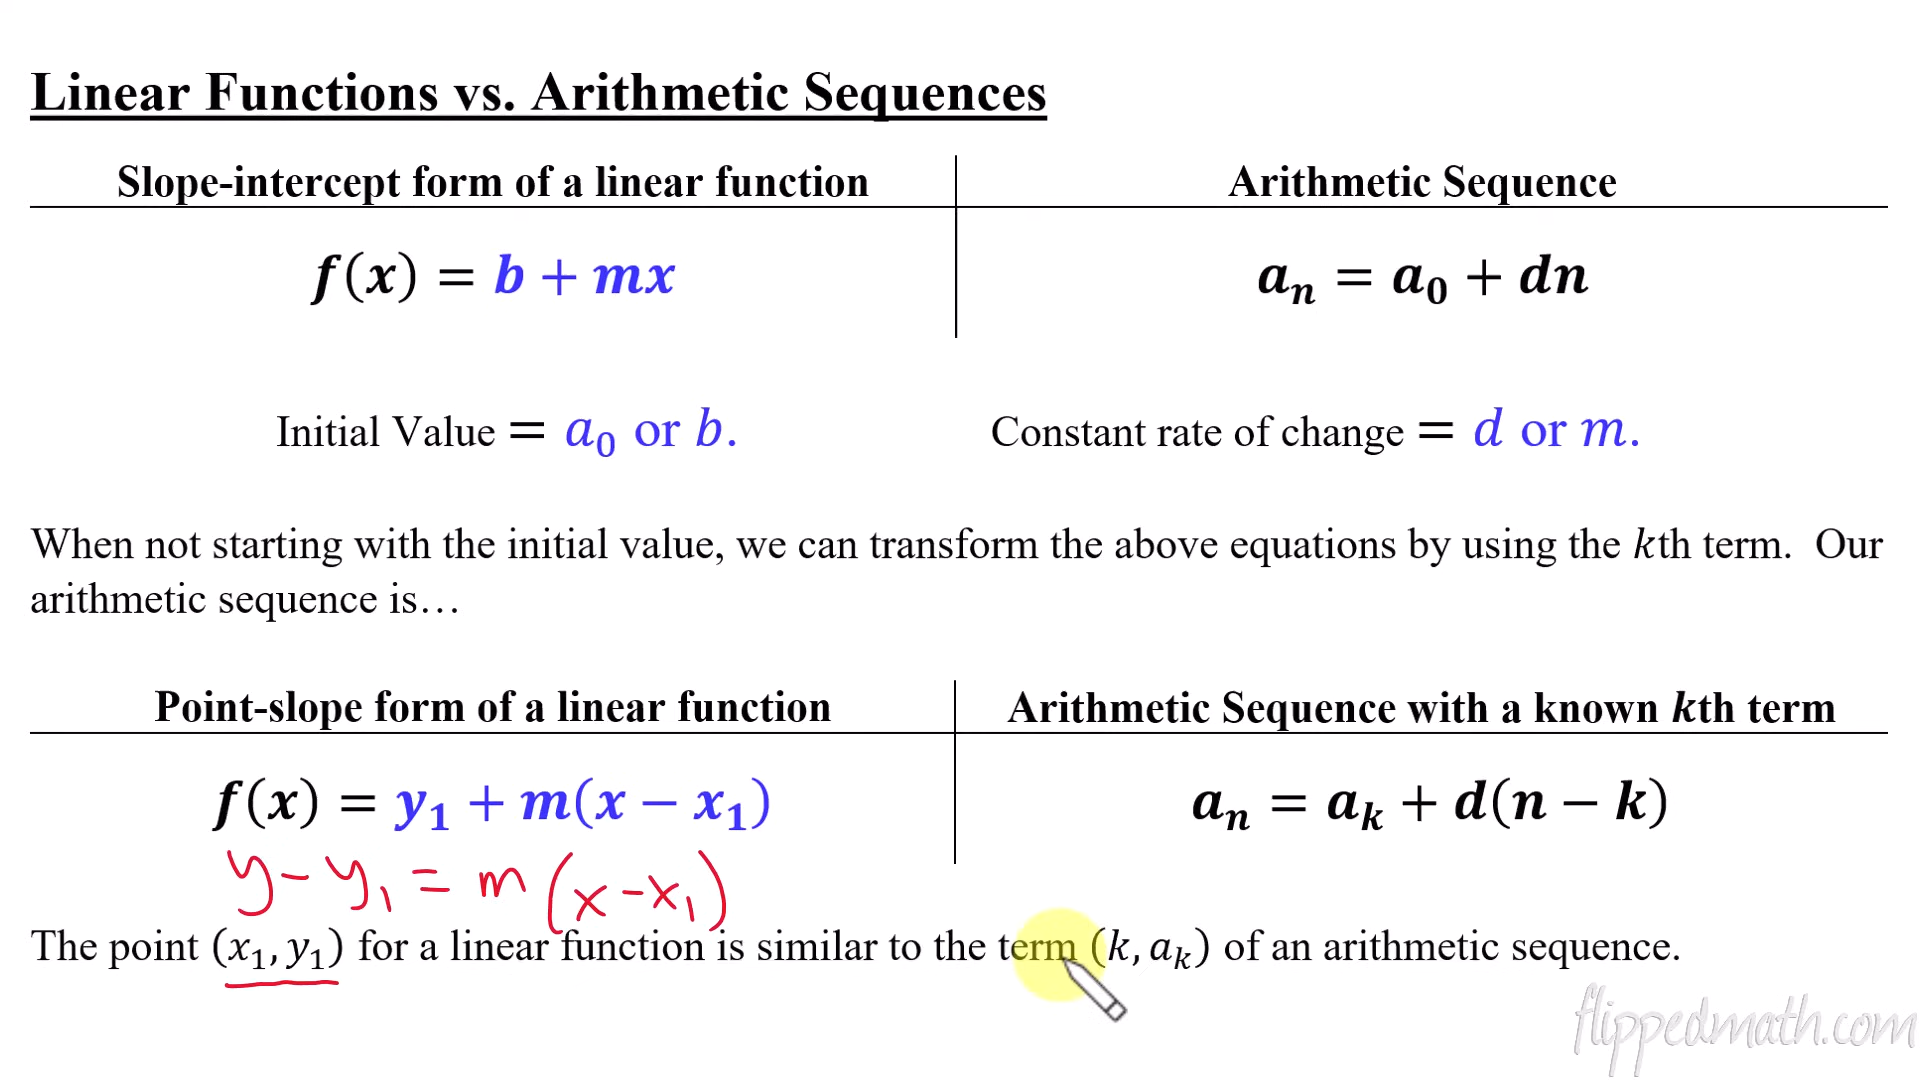 Linear Functions vs. Arithmetic Sequences
Slope-intercept form of a linear function
Arithmetic Sequence
f(x) = b + mx
aₙ = a₀ + dn
Initial Value = a₀ or b.
Constant rate of change = d or m.
When not starting with the initial value, we can transform the above equations by using the kth term. Our
arithmetic sequence is…
Point-slope form of a linear function
Arithmetic Sequence with a known kth term
f(x) = y₁ + m(x − x₁)
aₙ = aₖ + d(n − k)
y − y₁ = m(x − x₁)
The point (x₁, y₁) for a linear function is similar to the term (k, aₖ) of an arithmetic sequence.
flippedmath.com